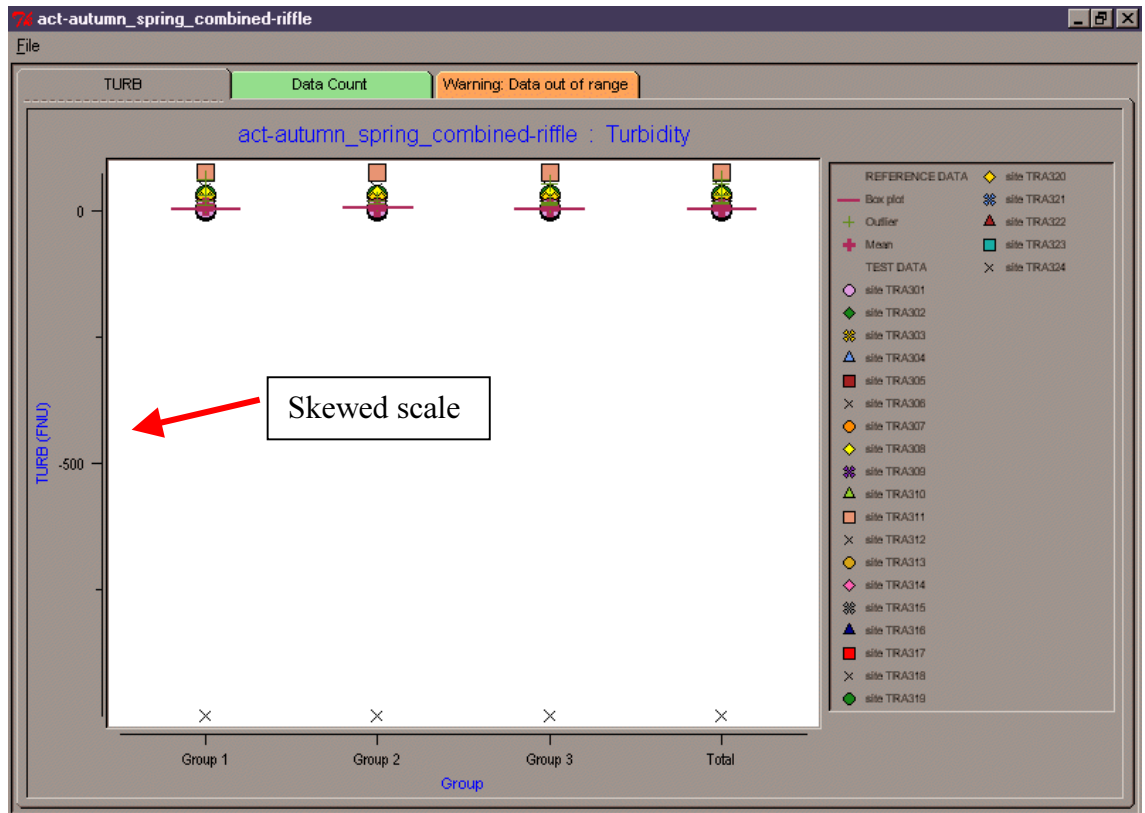 act-autumn_spring_combined-riffle
File
TURB
Data Count
Warning: Data out of range
act-autumn_spring_combined-riffle : Turbidity
TURB (FNU)
0
-500
Skewed scale
Group 1
Group 2
Group 3
Total
Group
REFERENCE DATA
Box plot
Outlier
Mean
TEST DATA
site TRA301
site TRA302
site TRA303
site TRA304
site TRA305
site TRA306
site TRA307
site TRA308
site TRA309
site TRA310
site TRA311
site TRA312
site TRA313
site TRA314
site TRA315
site TRA316
site TRA317
site TRA318
site TRA319
site TRA320
site TRA321
site TRA322
site TRA323
site TRA324